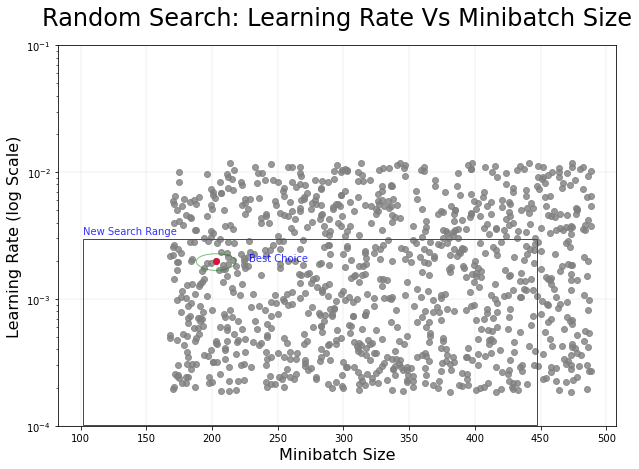 Random Search: Learning Rate Vs Minibatch Size
10⁻¹
10⁻²
10⁻³
10⁻⁴
Learning Rate (log Scale)
New Search Range
Best Choice
100 150 200 250 300 350 400 450 500
Minibatch Size